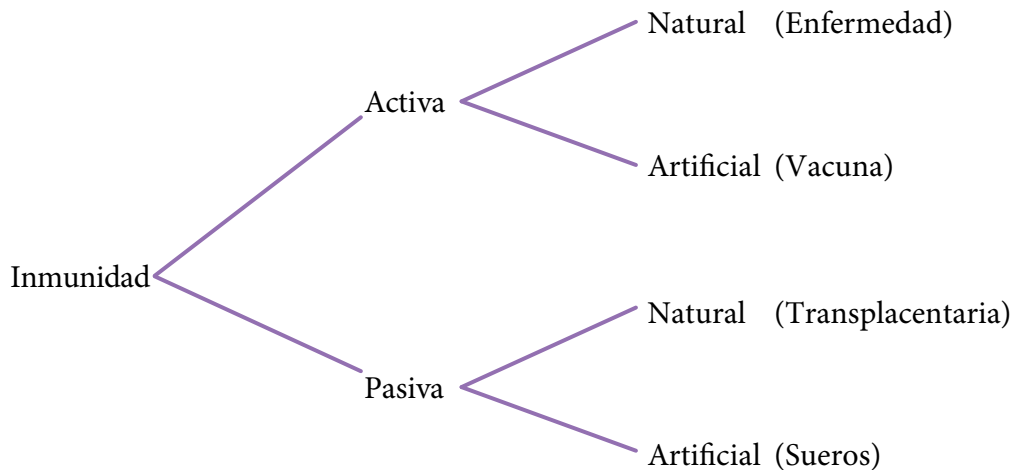 Natural (Enfermedad)
Activa
Artificial (Vacuna)
Inmunidad
Natural (Transplacentaria)
Pasiva
Artificial (Sueros)